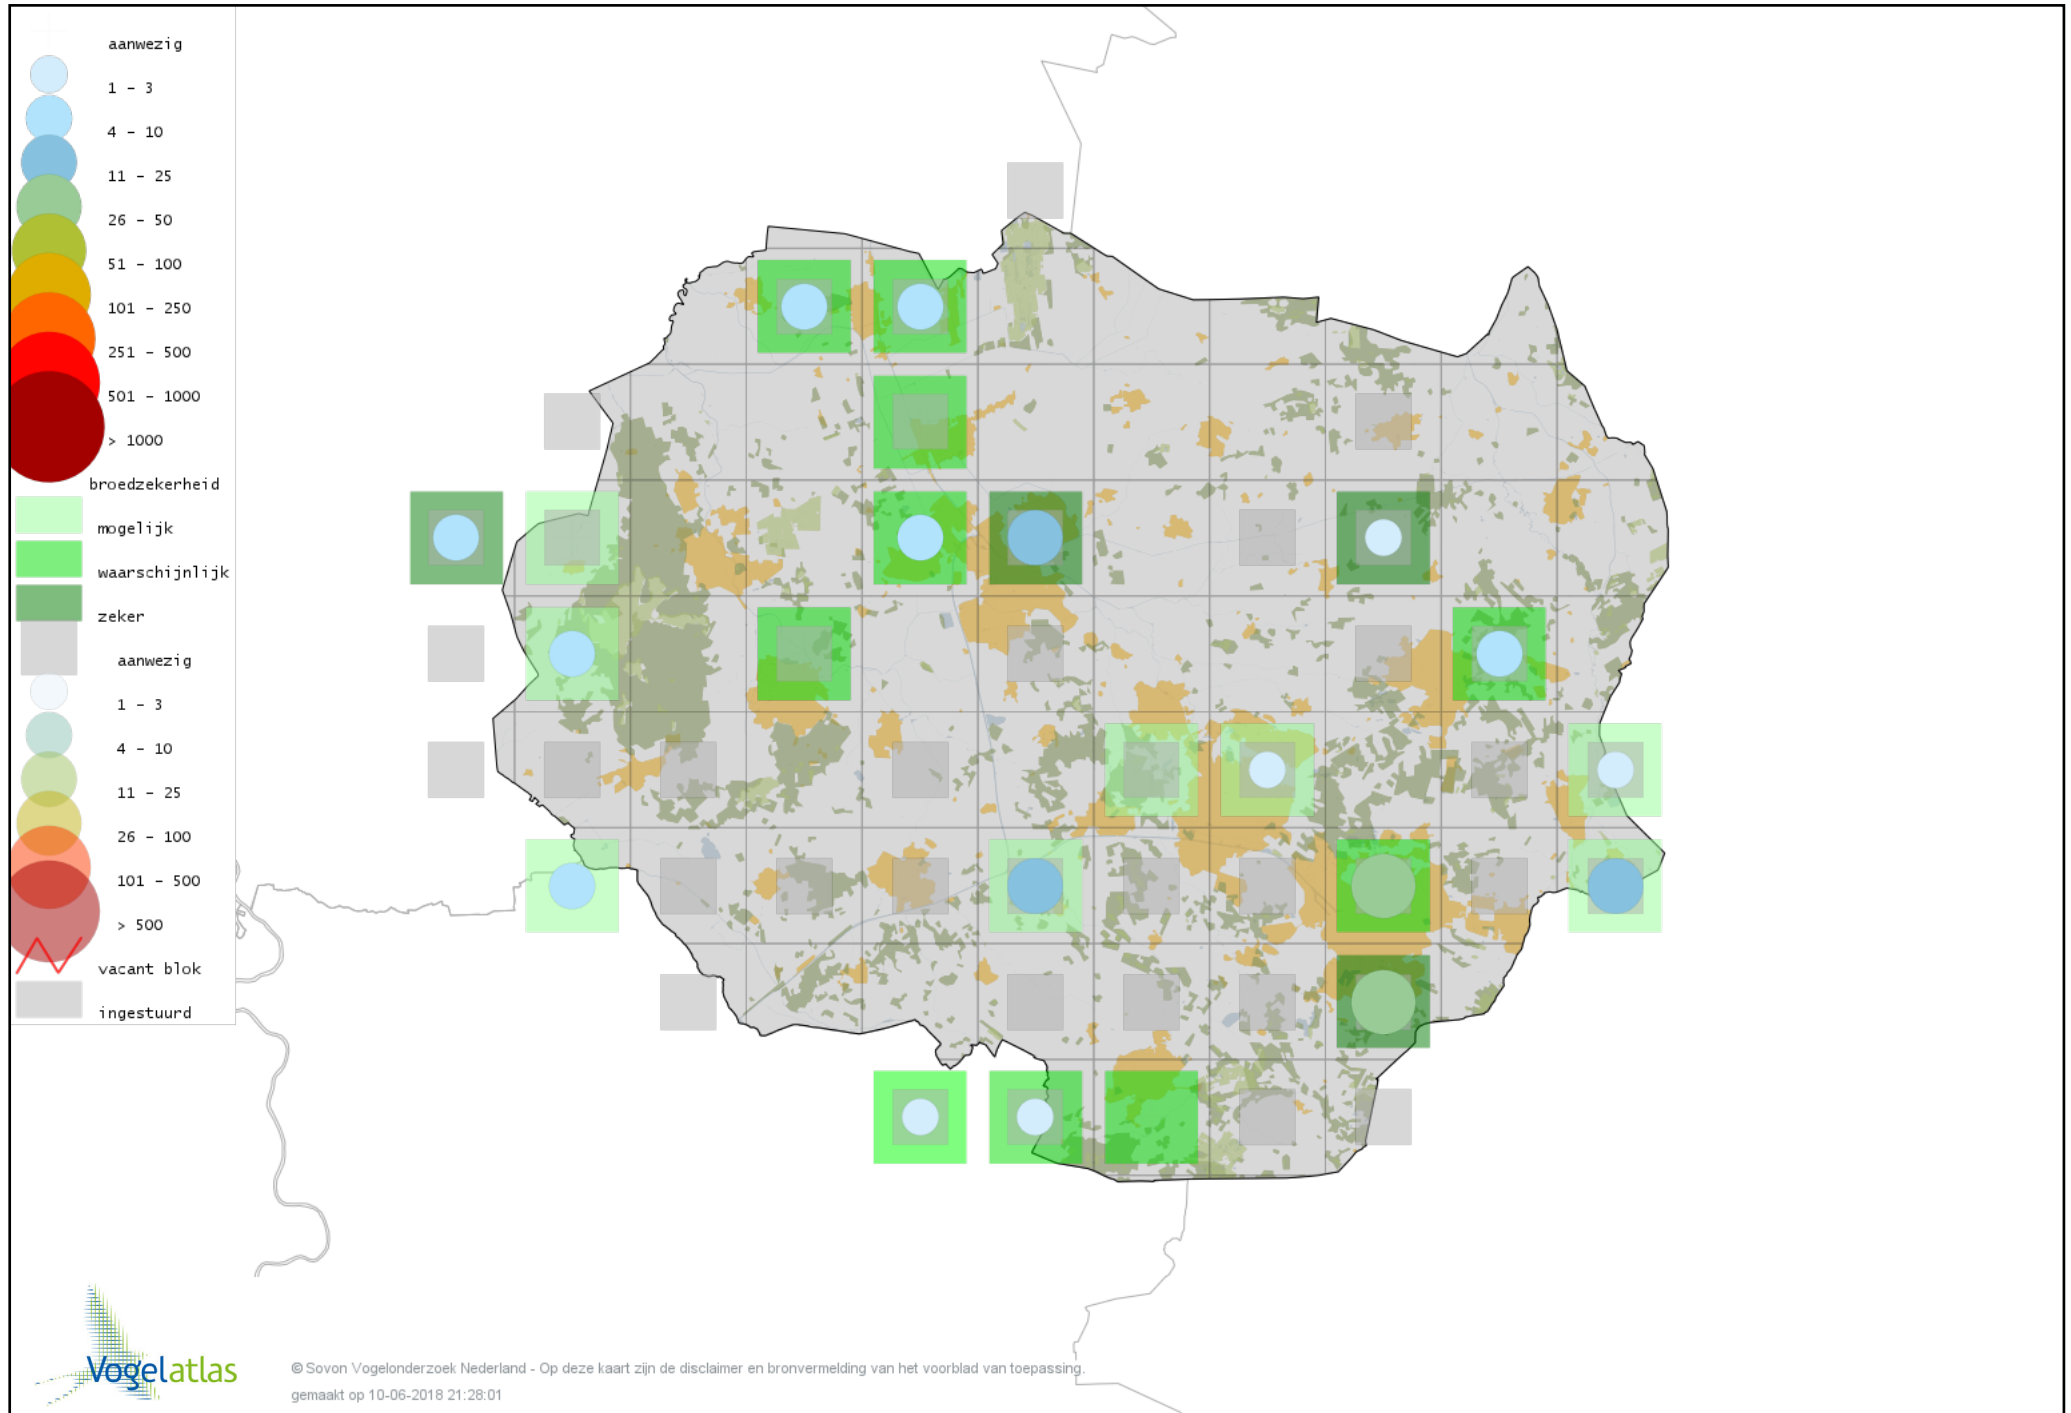 aanwezig
1 - 3
4 - 10
11 - 25
26 - 50
51 - 100
101 - 250
251 - 500
501 - 1000
> 1000
broedzekerheid
mogelijk
waarschijnlijk
zeker
aanwezig
1 - 3
4 - 10
11 - 25
26 - 100
101 - 500
> 500
vacant blok
ingestuurd
Vogelatlas
© Sovon Vogelonderzoek Nederland - Op deze kaart zijn de disclaimer en bronvermelding van het voorblad van toepassing.
gemaakt op 10-06-2018 21:28:01